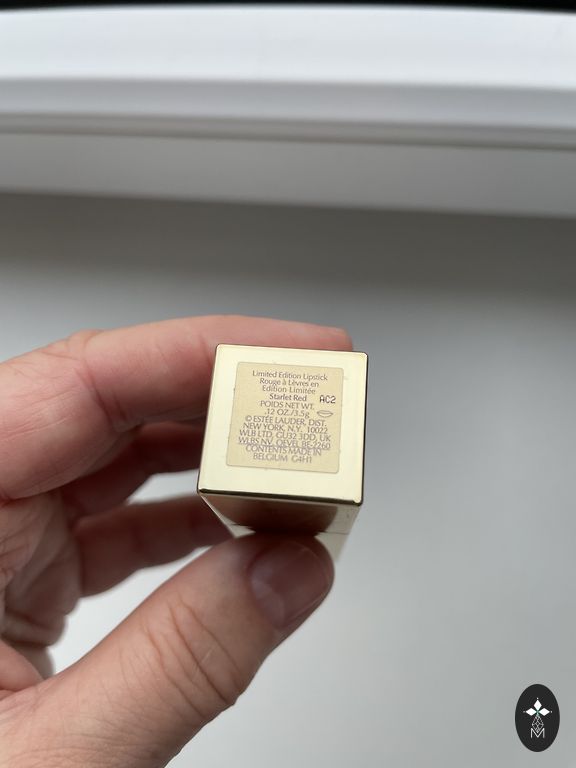 Limited Edition Lipstick
Rouge à Lèvres en
Edition Limitée
Starlet Red
AC2
POIDS NET WT.
.12 OZ./3.5g
© ESTÉE LAUDER, DIST.
NEW YORK, N.Y. 10022
WLB LTD, GU32 3DD, UK
WLBS NV, OEVEL BE-2260
CONTENTS MADE IN
BELGIUM G4H1
M